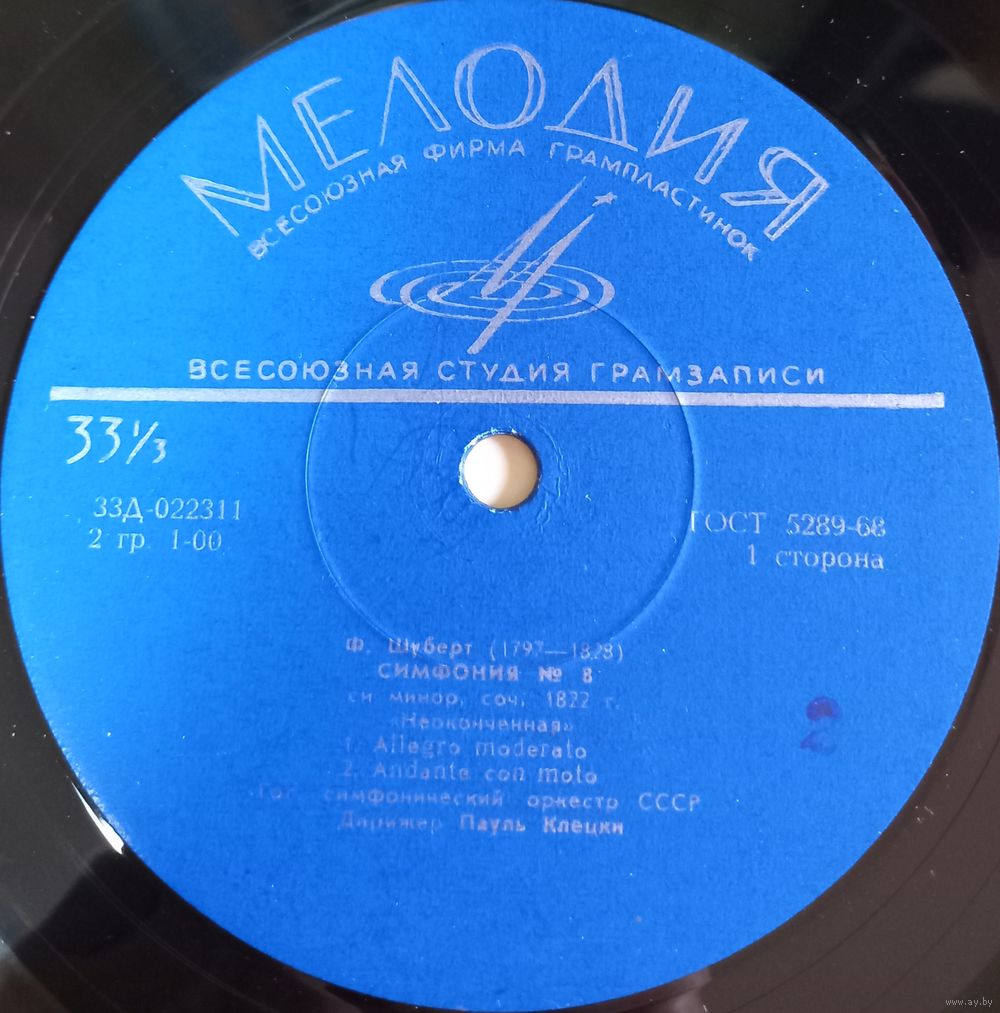 МЕЛОДИЯ
ВСЕСОЮЗНАЯ ФИРМА ГРАМПЛАСТИНОК
ВСЕСОЮЗНАЯ СТУДИЯ ГРАМЗАПИСИ
33⅓
33Д-022311
2 гр. 1-00
ГОСТ 5289-68
1 сторона
Ф. Шуберт (1797—1828)
СИМФОНИЯ № 8
си минор, соч. 1822 г.
«Неоконченная»
1. Allegro moderato
2. Andante con moto
Гос. симфонический оркестр СССР
Дирижер Пауль Клецки
2
www.ay.by